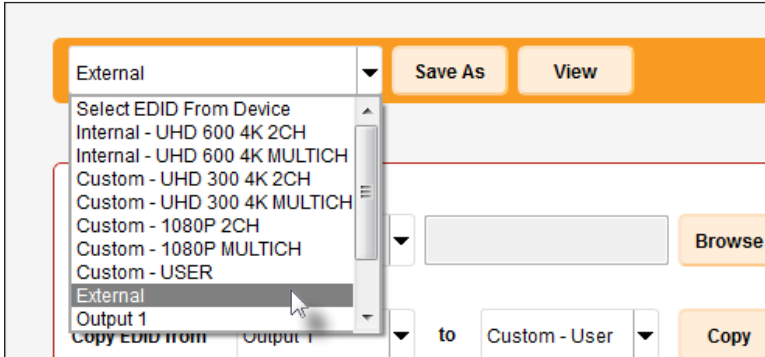 External
Save As
View
Select EDID From Device
Internal - UHD 600 4K 2CH
Internal - UHD 600 4K MULTICH
Custom - UHD 300 4K 2CH
Custom - UHD 300 4K MULTICH
Custom - 1080P 2CH
Custom - 1080P MULTICH
Custom - USER
External
Output 1
Browse
Copy EDID from
Output 1
to
Custom - User
Copy